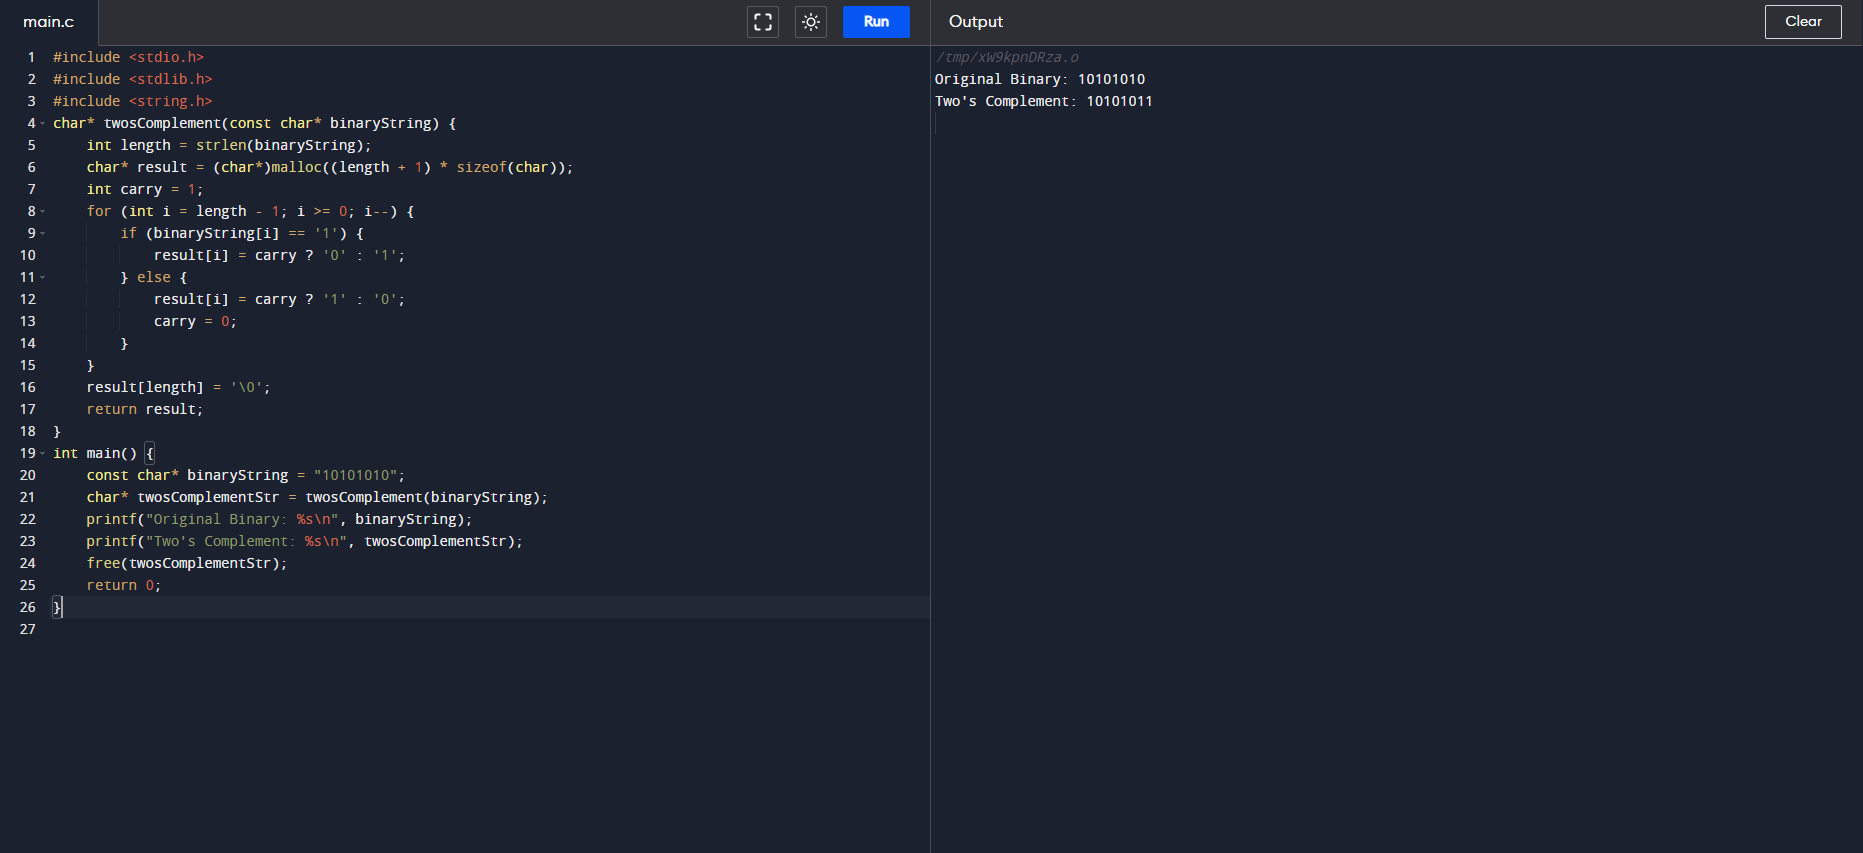 main.c
Run
Output
Clear
1 #include <stdio.h>
2 #include <stdlib.h>
3 #include <string.h>
4 char* twosComplement(const char* binaryString) {
5     int length = strlen(binaryString);
6     char* result = (char*)malloc((length + 1) * sizeof(char));
7     int carry = 1;
8     for (int i = length - 1; i >= 0; i--) {
9         if (binaryString[i] == '1') {
10             result[i] = carry ? '0' : '1';
11         } else {
12             result[i] = carry ? '1' : '0';
13             carry = 0;
14         }
15     }
16     result[length] = '\0';
17     return result;
18 }
19 int main() {
20     const char* binaryString = "10101010";
21     char* twosComplementStr = twosComplement(binaryString);
22     printf("Original Binary: %s\n", binaryString);
23     printf("Two's Complement: %s\n", twosComplementStr);
24     free(twosComplementStr);
25     return 0;
26 }
27
/tmp/xW9kpnDRza.o
Original Binary: 10101010
Two's Complement: 10101011